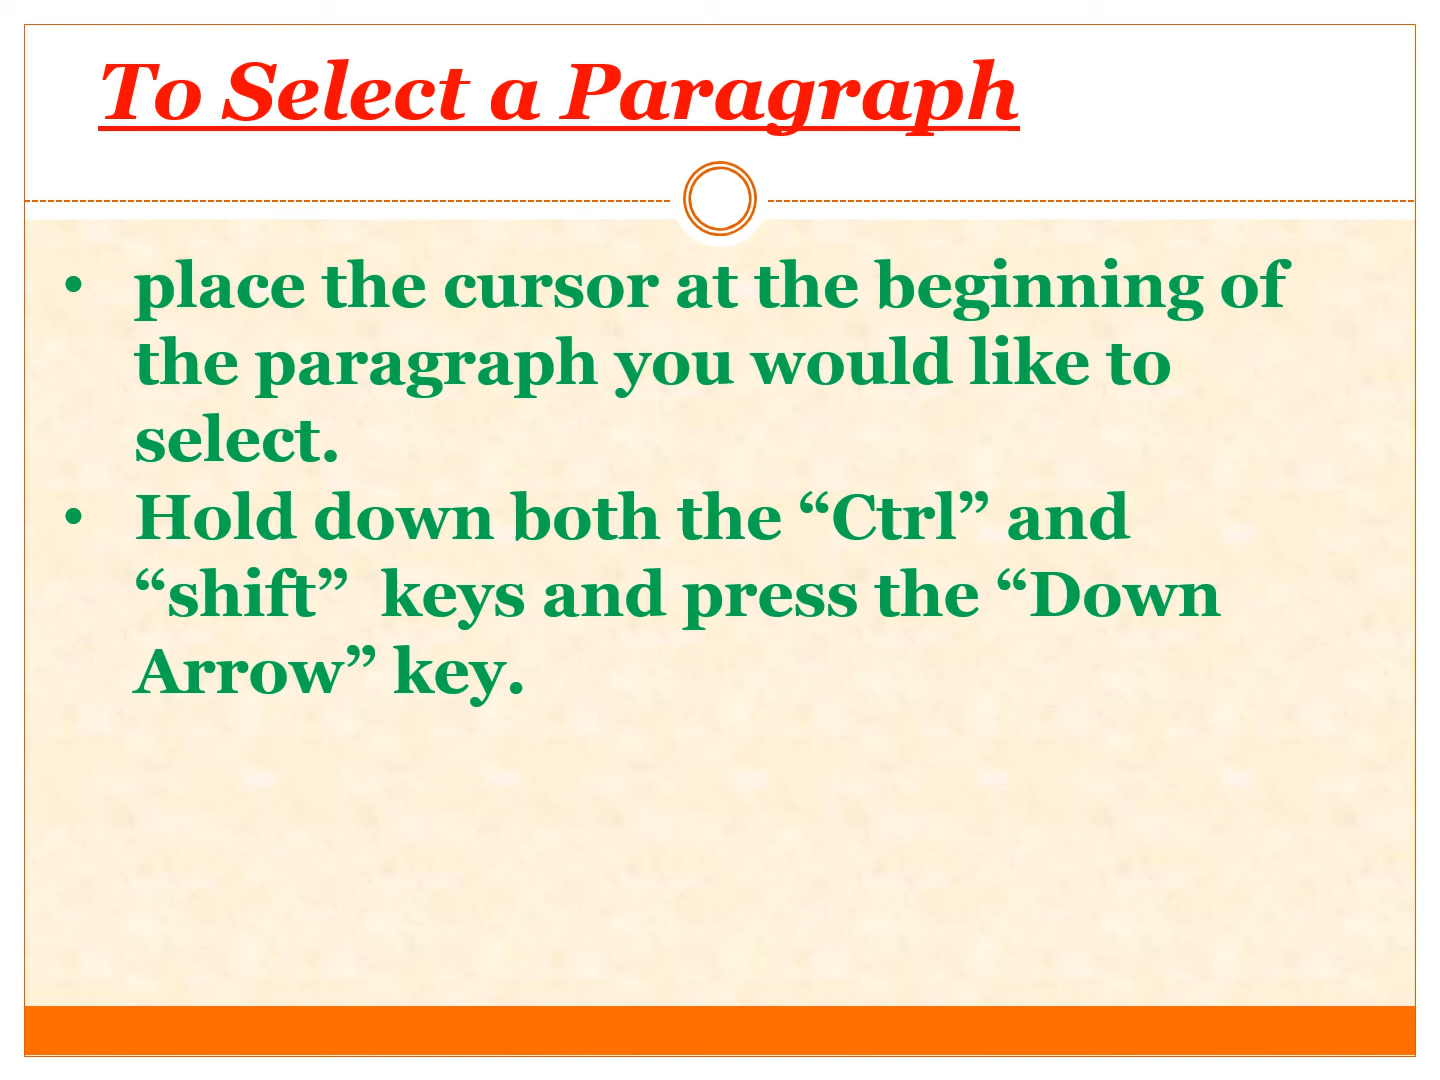 To Select a Paragraph
• place the cursor at the beginning of
the paragraph you would like to
select.
• Hold down both the “Ctrl” and
“shift”  keys and press the “Down
Arrow” key.